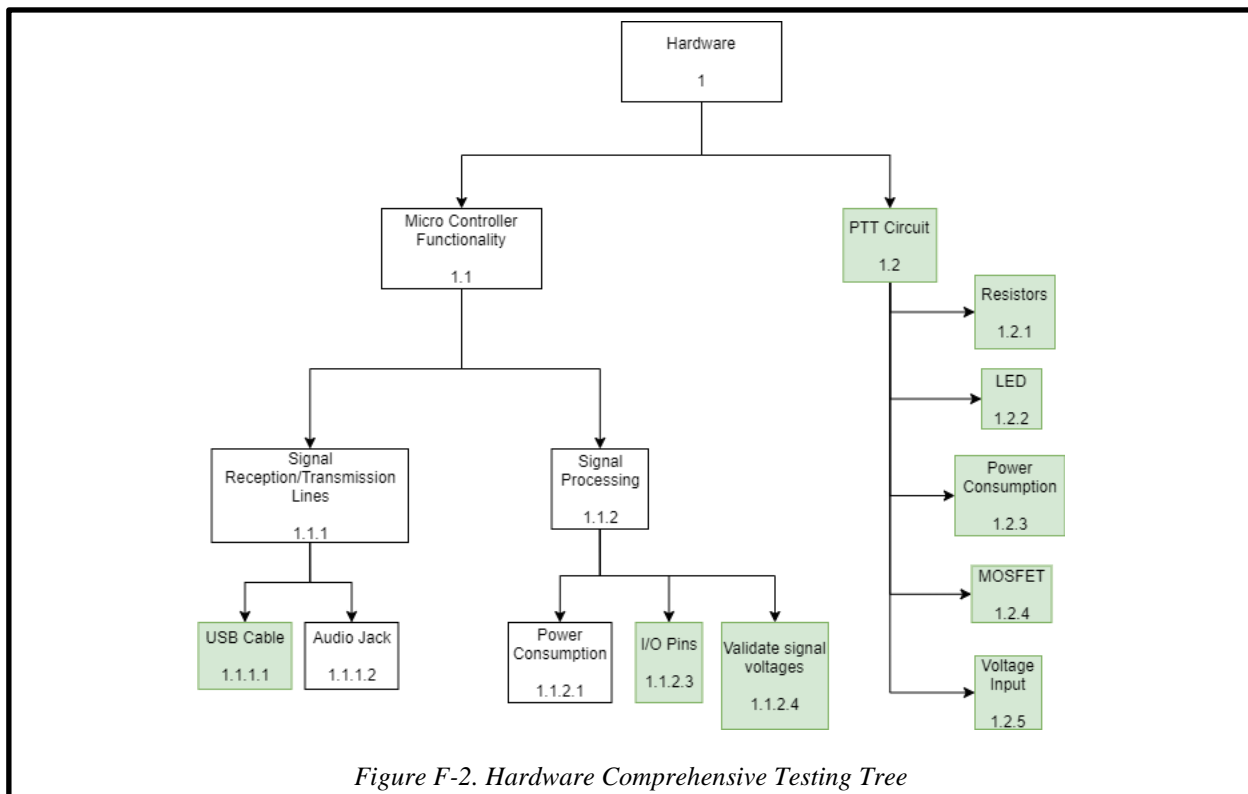 Hardware
1
Micro Controller
Functionality
1.1
PTT Circuit
1.2
Resistors
1.2.1
LED
1.2.2
Power
Consumption
1.2.3
MOSFET
1.2.4
Voltage
Input
1.2.5
Signal
Reception/Transmission
Lines
1.1.1
Signal
Processing
1.1.2
USB Cable
1.1.1.1
Audio Jack
1.1.1.2
Power
Consumption
1.1.2.1
I/O Pins
1.1.2.3
Validate signal
voltages
1.1.2.4
Figure F-2. Hardware Comprehensive Testing Tree